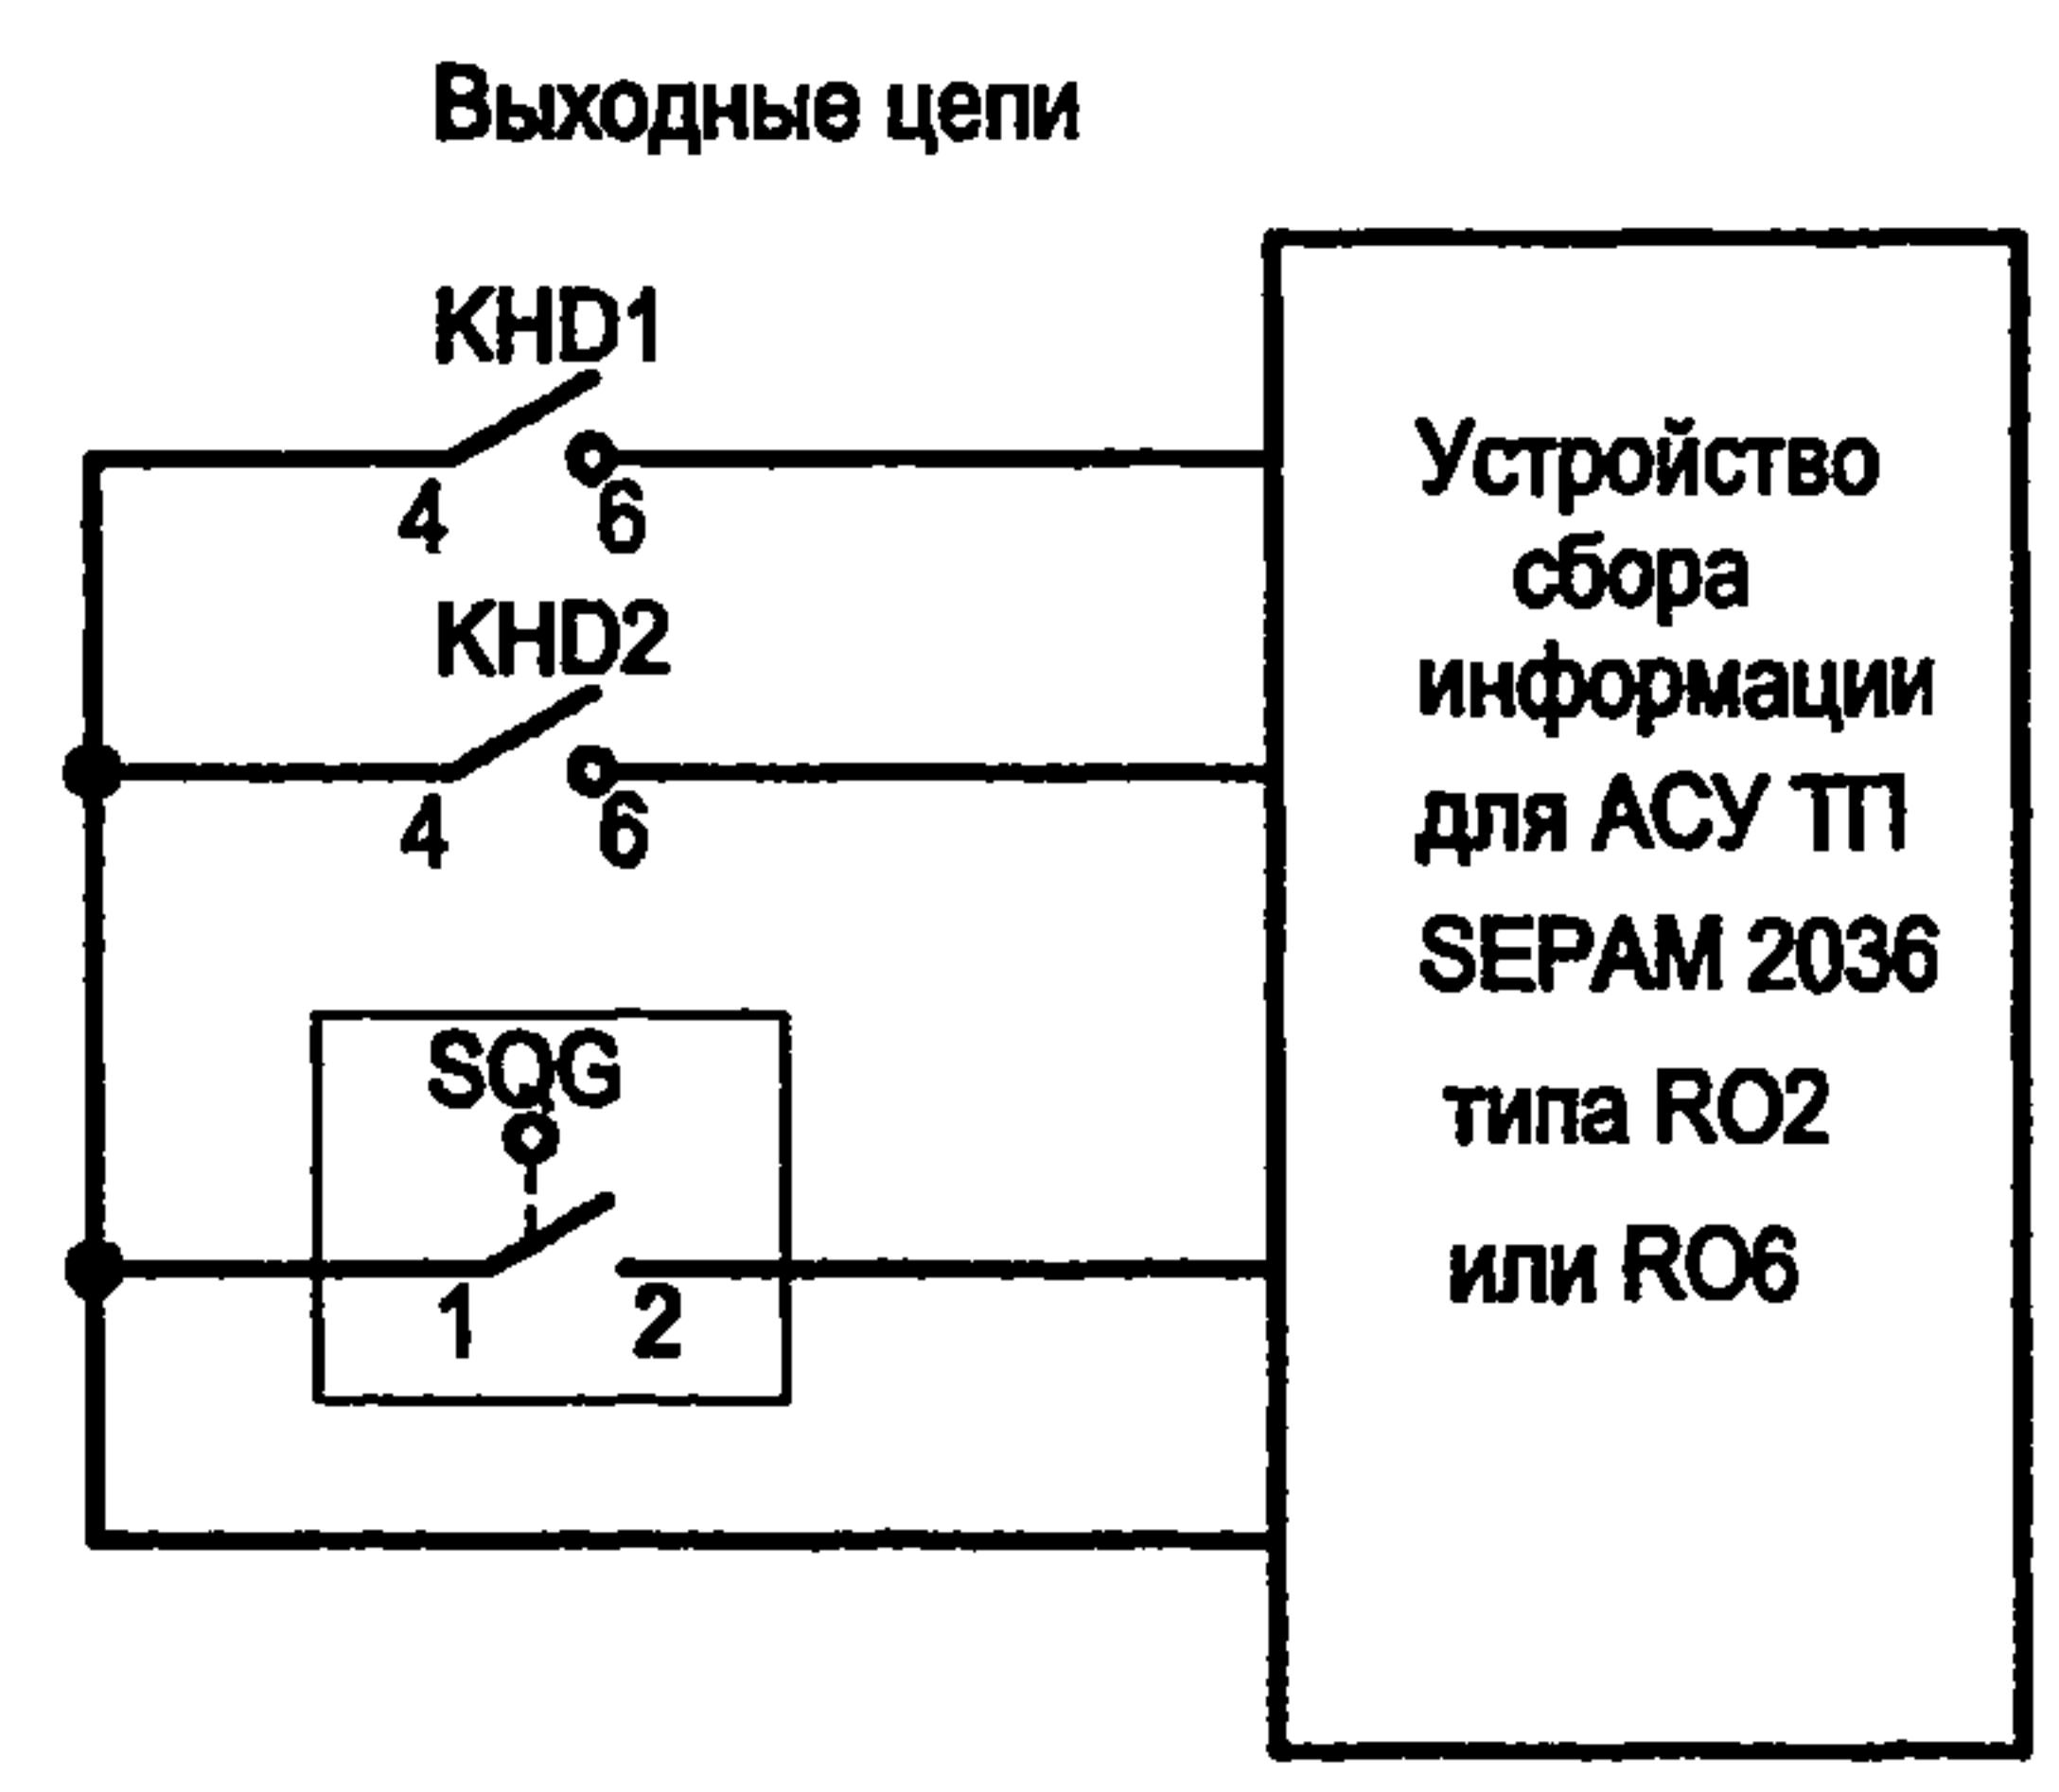 Выходные цепи
KHD1
4 6
KHD2
4 6
SQG
1 2
Устройство
сбора
информации
для АСУ ТП
SEPAM 2036
типа RO2
или RO6